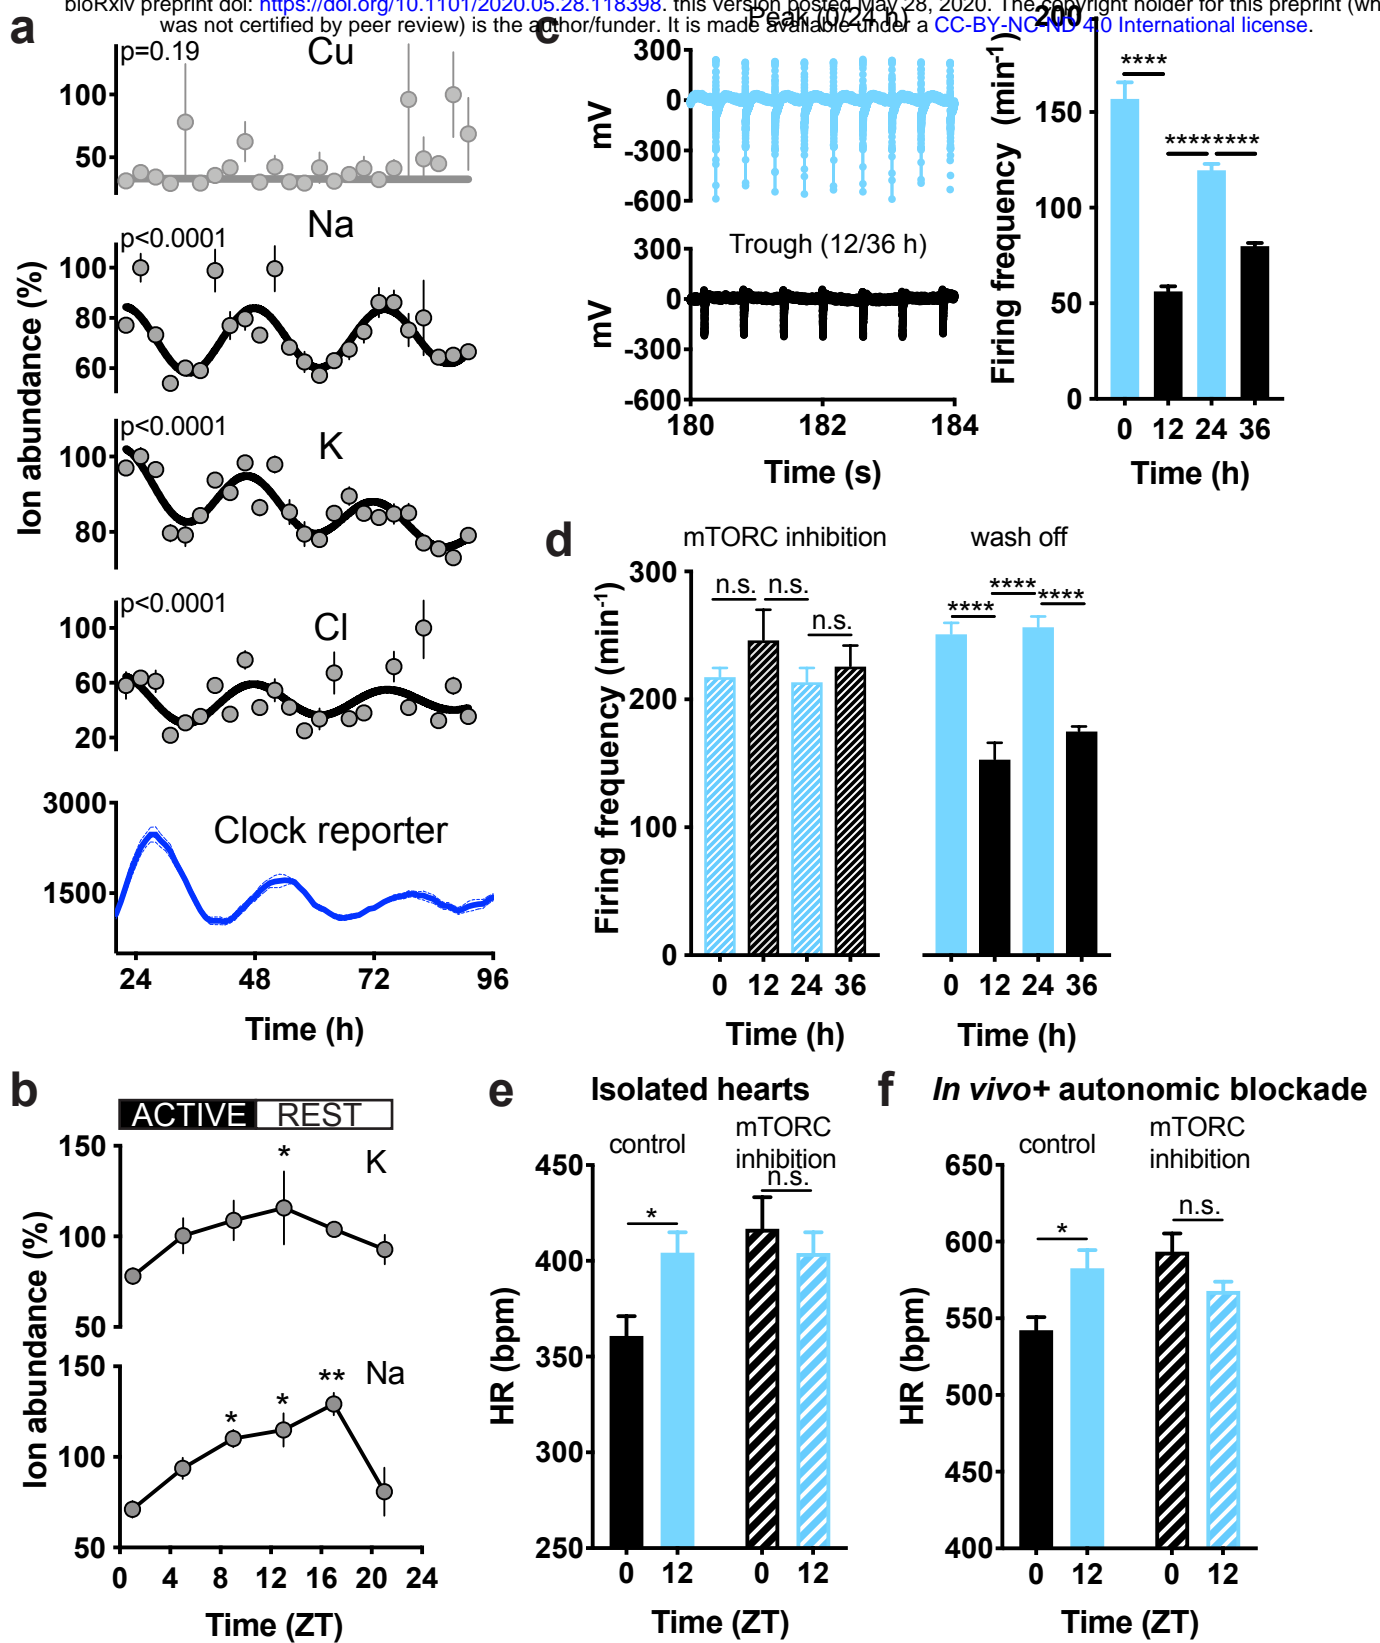 bioRxiv preprint doi: https://doi.org/10.1101/2020.05.28.118398. this version posted May 28, 2020. The copyright holder for this preprint (wh
was not certified by peer review) is the author/funder. It is made available under a CC-BY-NC-ND 4.0 International license.
a
p=0.19
Cu
100
50
Na
p<0.0001
100
80
60
p<0.0001
K
100
80
p<0.0001
Cl
100
60
20
Ion abundance (%)
3000
Clock reporter
1500
24 48 72 96
Time (h)
b
ACTIVE REST
150
*
K
100
50
150
** Na
* *
100
50
Ion abundance (%)
0 4 8 12 16 20 24
Time (ZT)
c
Peak (0/24 h)
300
0
-300
-600
mV
Trough (12/36 h)
300
0
-300
-600
mV
180 182 184
Time (s)
200
150
100
50
0
Firing frequency (min-1)
****
**** ****
0 12 24 36
Time (h)
d
mTORC inhibition wash off
300
200
100
0
Firing frequency (min-1)
n.s. n.s.
n.s.
**** **** ****
0 12 24 36 0 12 24 36
Time (h) Time (h)
e
Isolated hearts
control mTORC
inhibition
450
400
350
300
250
HR (bpm)
* n.s.
0 12 0 12
Time (ZT)
f
In vivo+ autonomic blockade
control mTORC
inhibition
650
600
550
500
450
400
HR (bpm)
* n.s.
0 12 0 12
Time (ZT)